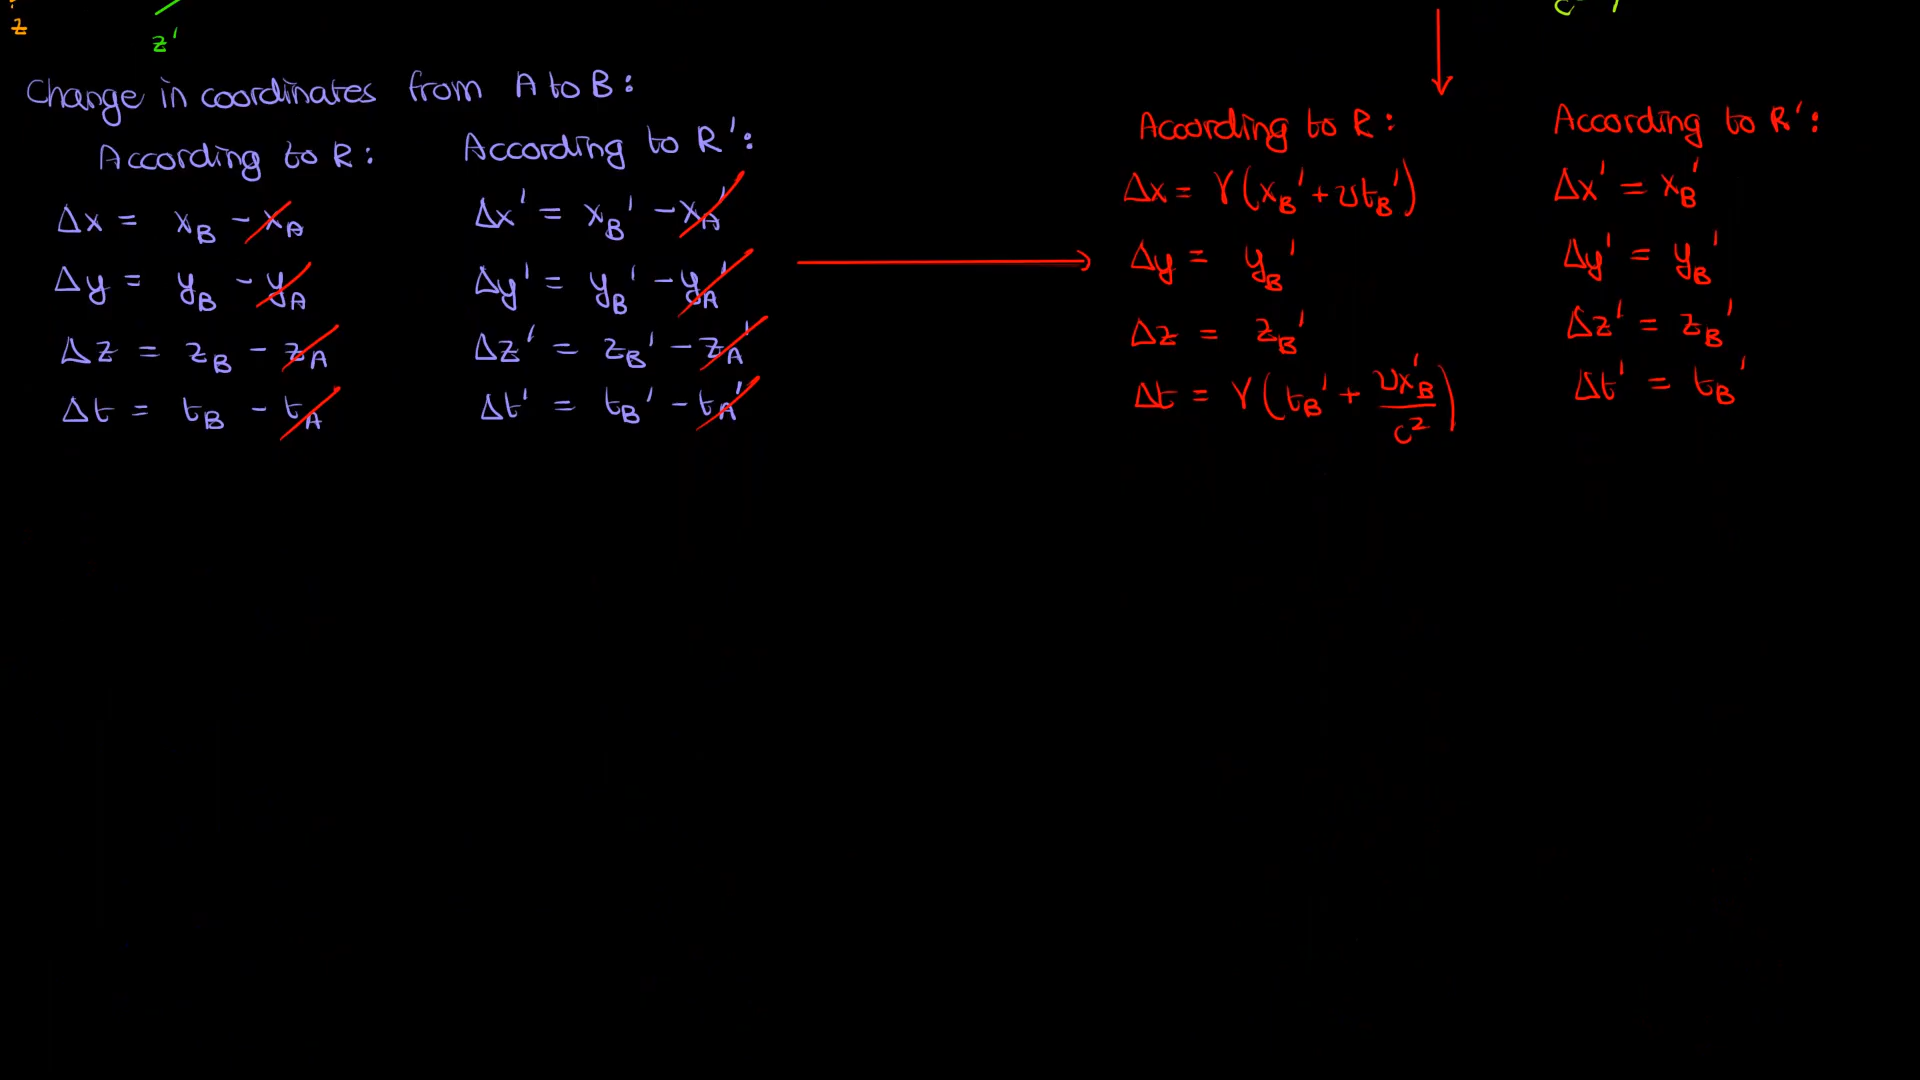 z
z'
Change in coordinates from A to B:
According to R:
Δx = x_B - x_A
Δy = y_B - y_A
Δz = z_B - z_A
Δt = t_B - t_A
According to R':
Δx' = x_B' - x_A'
Δy' = y_B' - y_A'
Δz' = z_B' - z_A'
Δt' = t_B' - t_A'
According to R:
Δx = γ(x_B' + vt_B')
Δy = y_B'
Δz = z_B'
Δt = γ(t_B' + vx'_B/c²)
According to R':
Δx' = x_B'
Δy' = y_B'
Δz' = z_B'
Δt' = t_B'